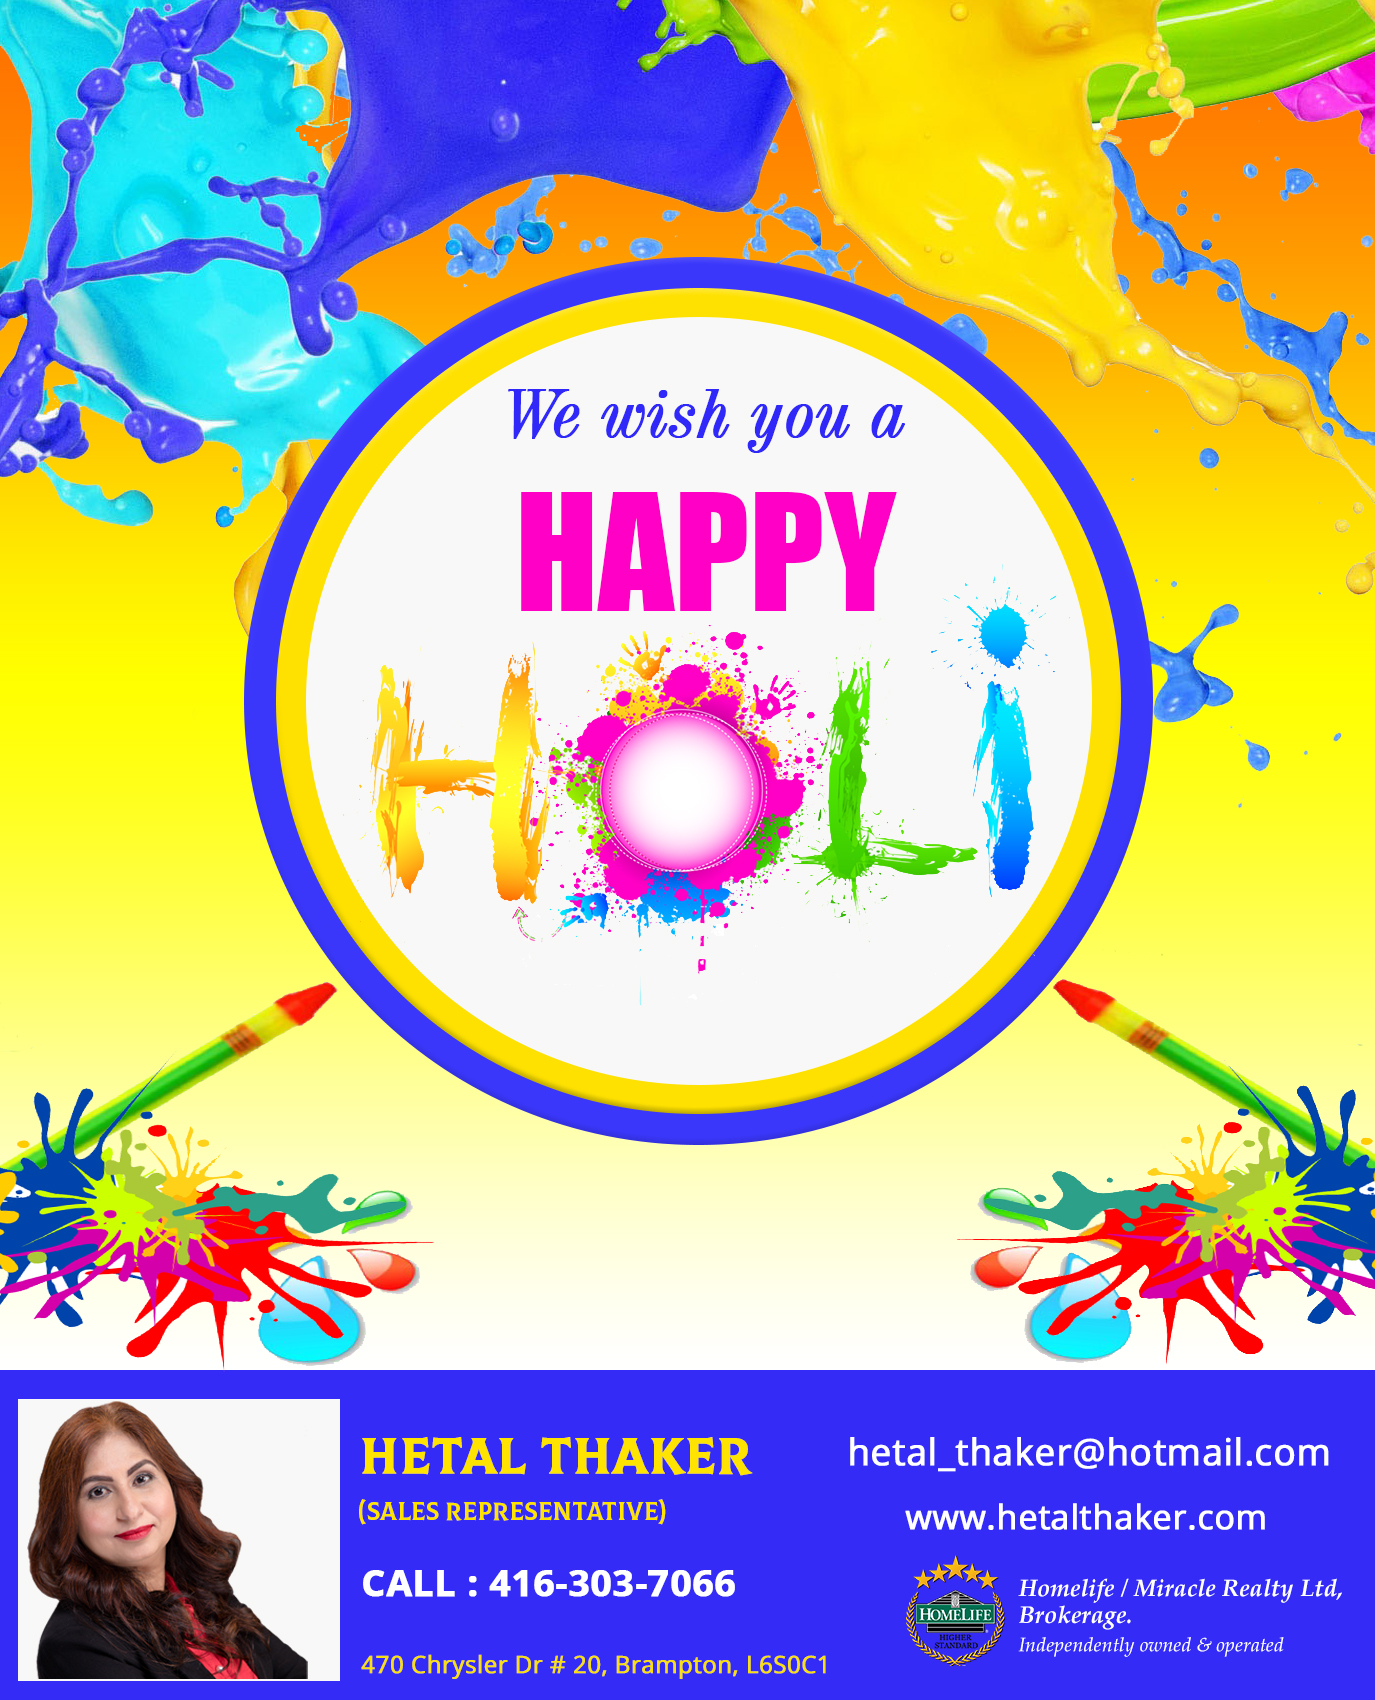 We wish you a
HAPPY
HOLi
HETAL THAKER
(SALES REPRESENTATIVE)
CALL : 416-303-7066
470 Chrysler Dr # 20, Brampton, L6S0C1
hetal_thaker@hotmail.com
www.hetalthaker.com
HOMELIFE
HIGHER
STANDARD
Homelife / Miracle Realty Ltd,
Brokerage.
Independently owned & operated